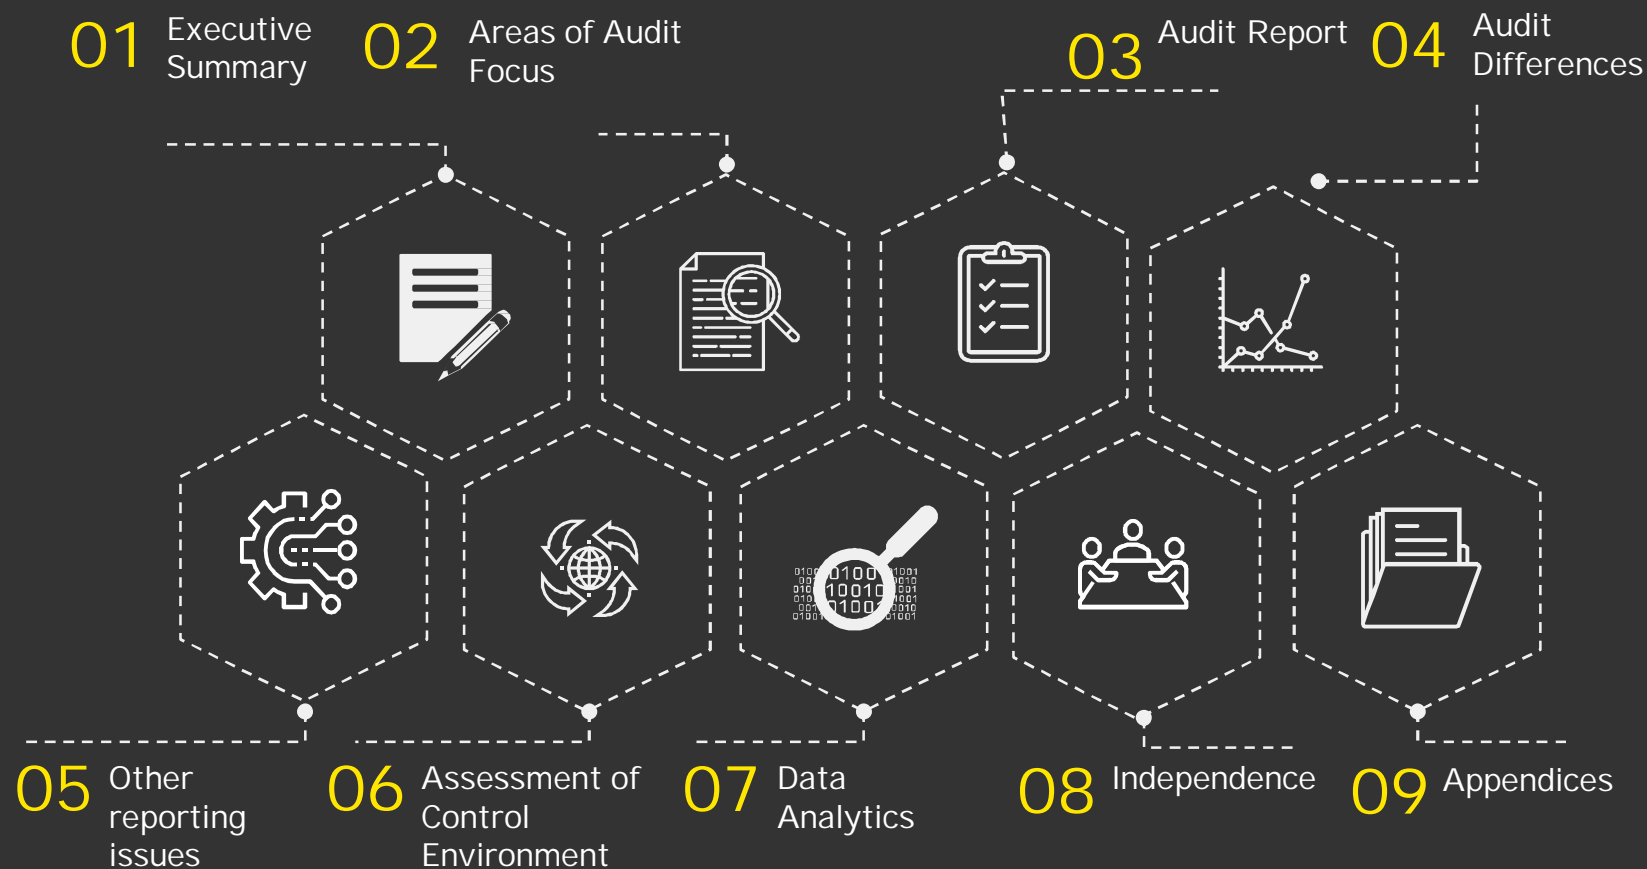 01 Executive
Summary
02 Areas of Audit
Focus
03 Audit Report
04 Audit
Differences
05 Other
reporting
issues
06 Assessment of
Control
Environment
07 Data
Analytics
08 Independence
09 Appendices